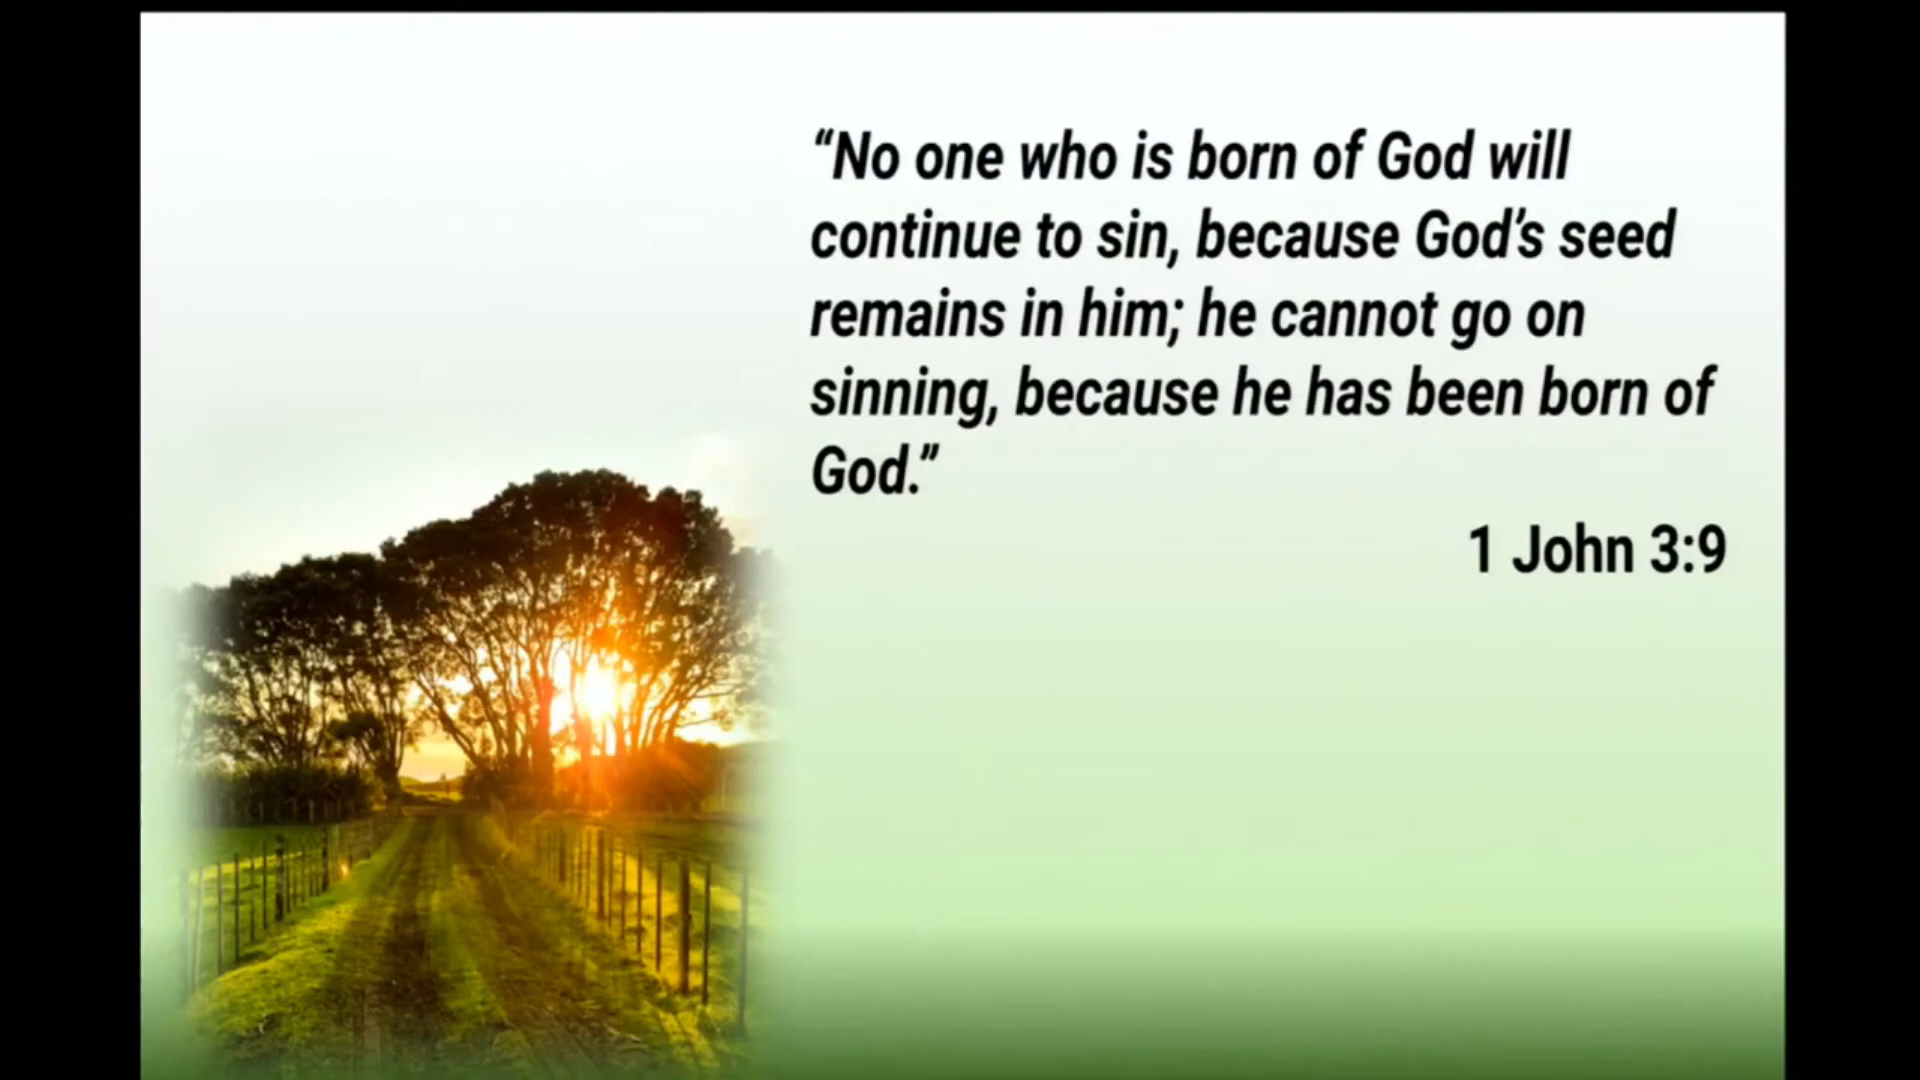 “No one who is born of God will
continue to sin, because God’s seed
remains in him; he cannot go on
sinning, because he has been born of
God.”
1 John 3:9